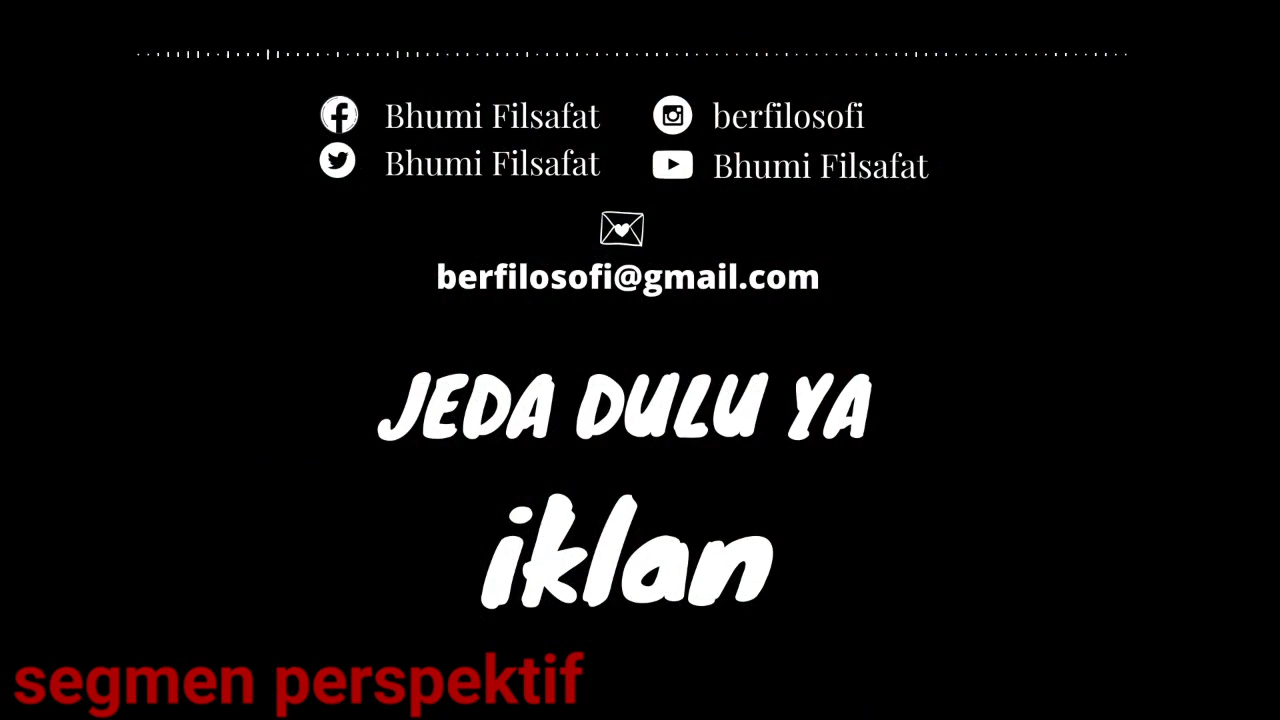 Bhumi Filsafat
berfilosofi
Bhumi Filsafat
Bhumi Filsafat
berfilosofi@gmail.com
JEDA DULU YA
iklan
segmen perspektif